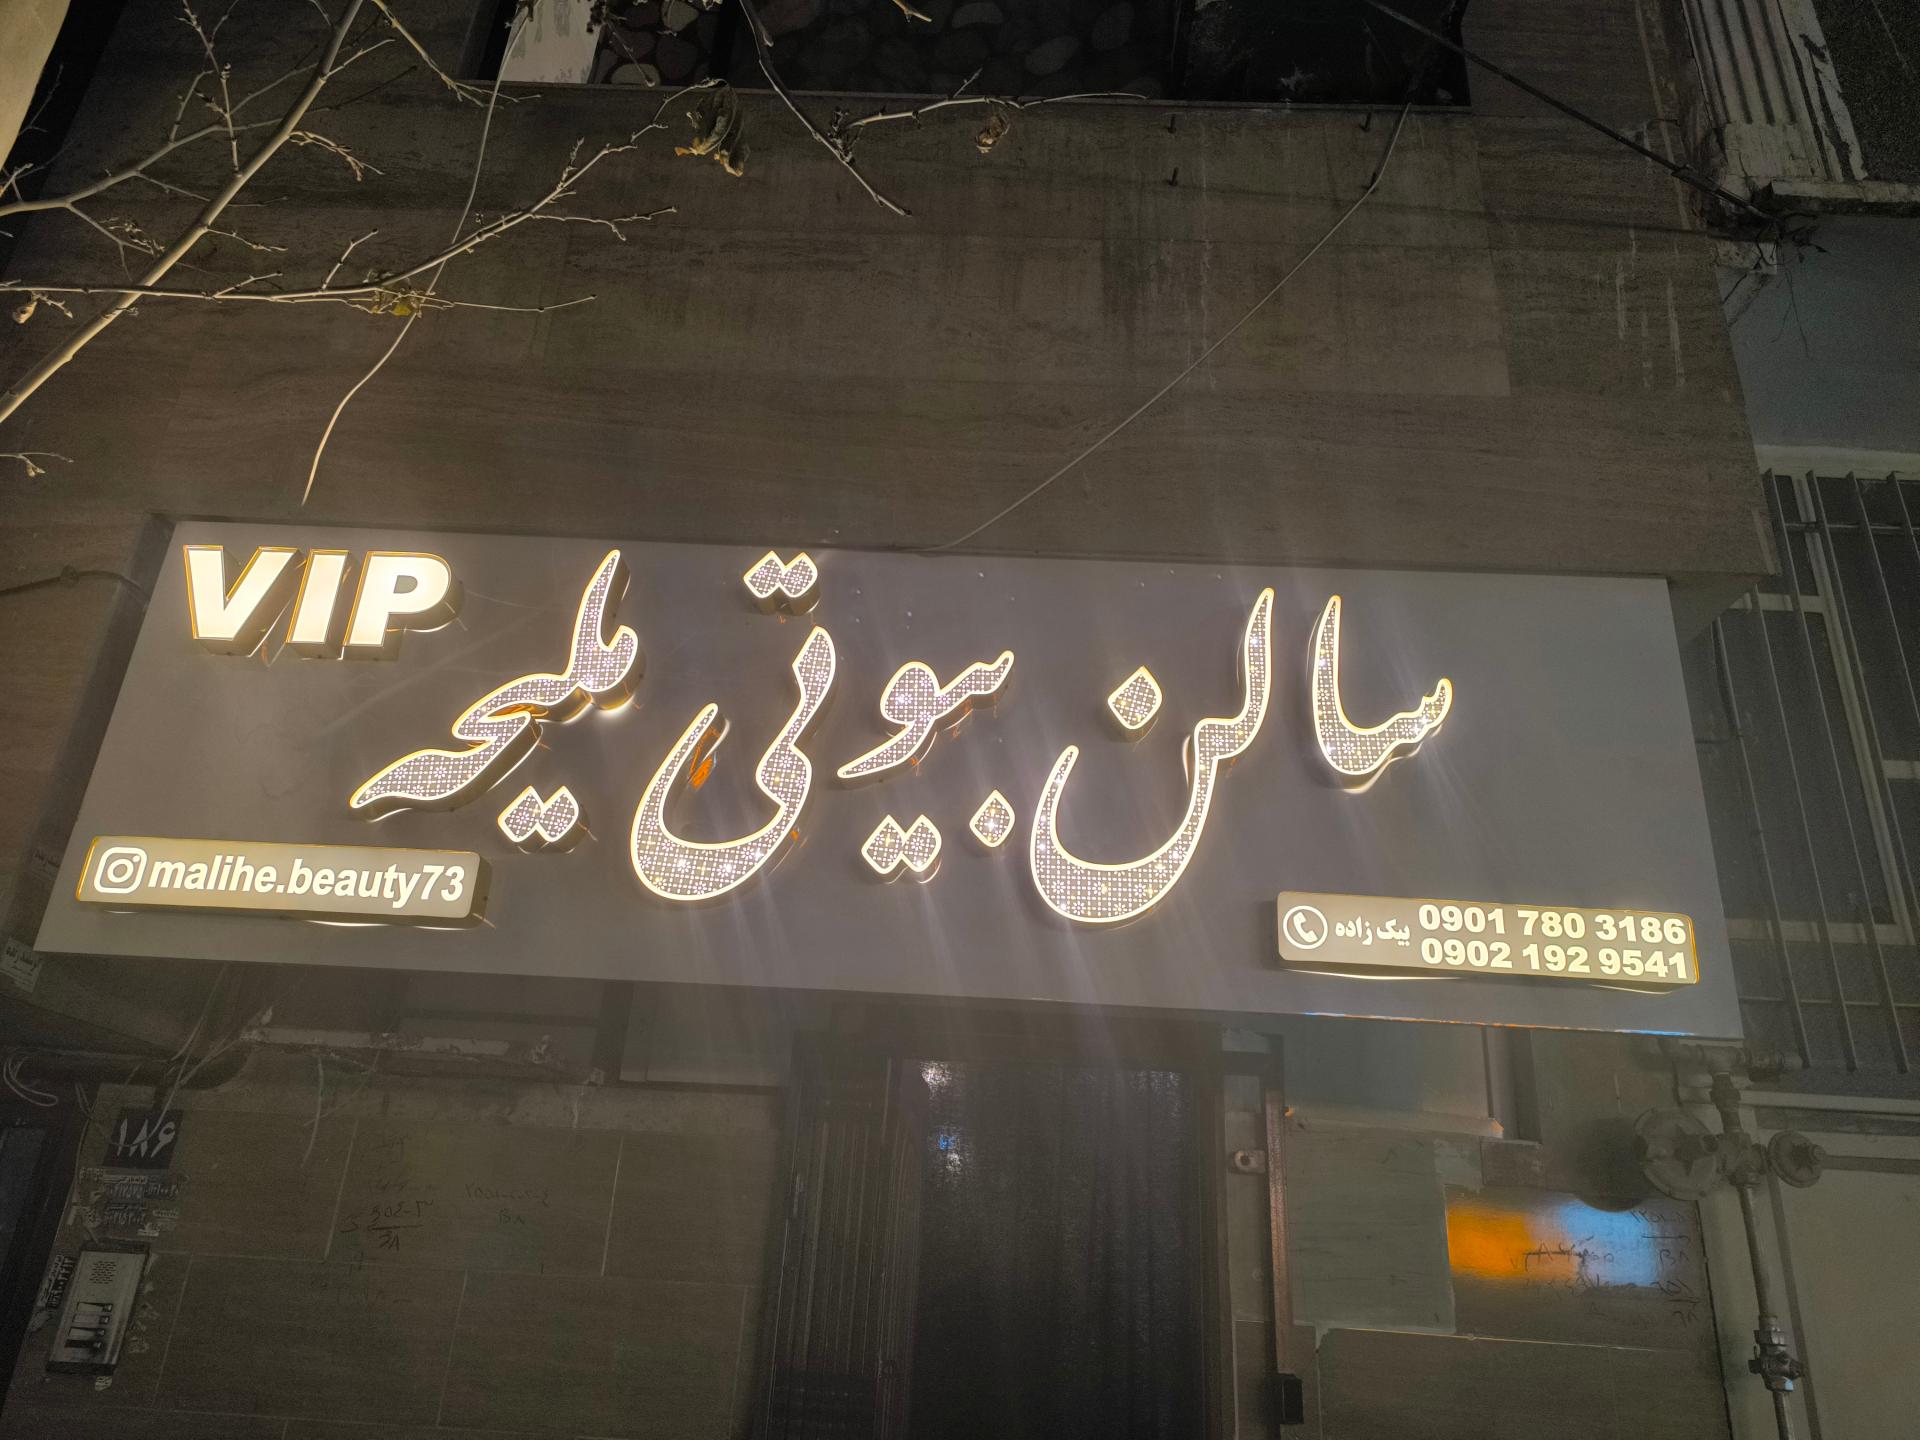 سالن بیوتی ملیحه
VIP
malihe.beauty73
بیک زاده
0901 780 3186
0902 192 9541
۱۸۶